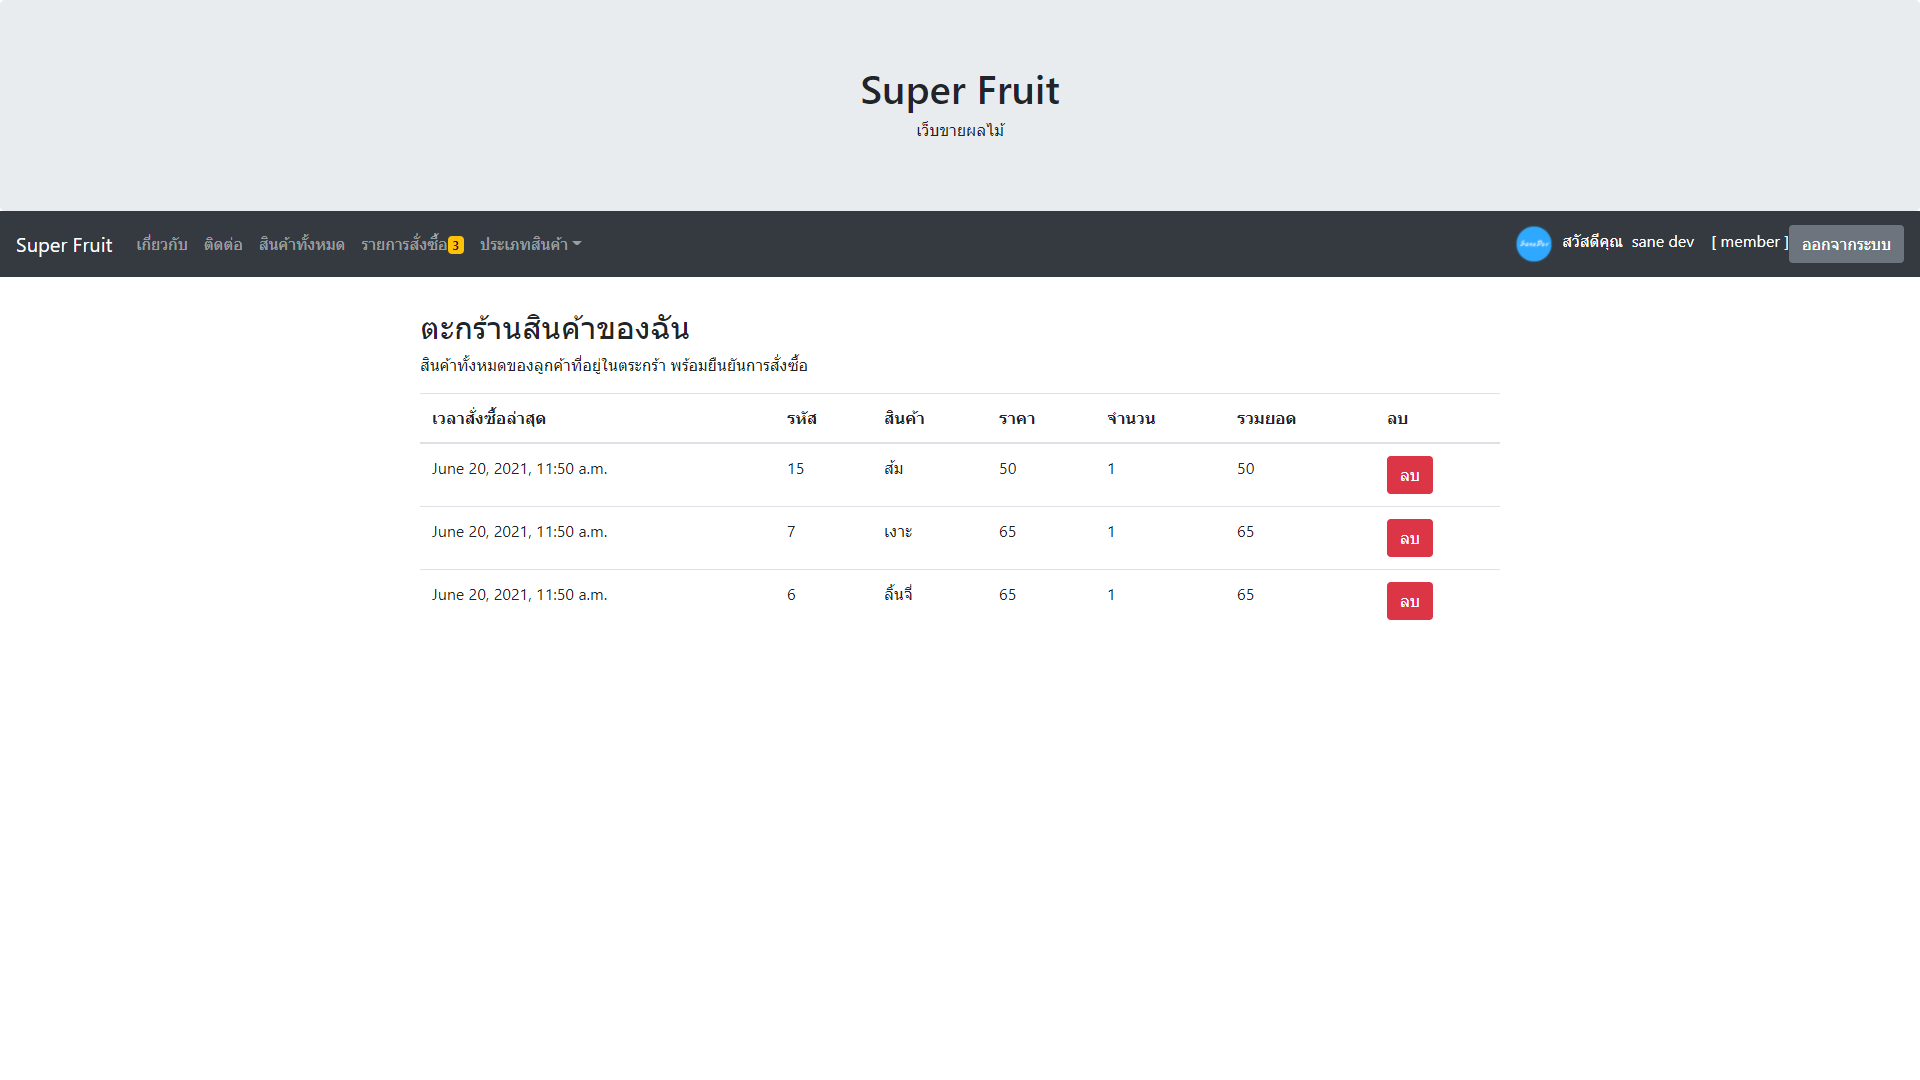 Super Fruit
เว็บขายผลไม้
Super Fruit เกี่ยวกับ ติดต่อ สินค้าทั้งหมด รายการสั่งซื้อ 3 ประเภทสินค้า SaneDev สวัสดีคุณ sane dev [ member ] ออกจากระบบ
ตะกร้านสินค้าของฉัน
สินค้าทั้งหมดของลูกค้าที่อยู่ในตระกร้า พร้อมยืนยันการสั่งซื้อ
เวลาสั่งซื้อล่าสุด รหัส สินค้า ราคา จำนวน รวมยอด ลบ
June 20, 2021, 11:50 a.m. 15 ส้ม 50 1 50 ลบ
June 20, 2021, 11:50 a.m. 7 เงาะ 65 1 65 ลบ
June 20, 2021, 11:50 a.m. 6 ลิ้นจี่ 65 1 65 ลบ